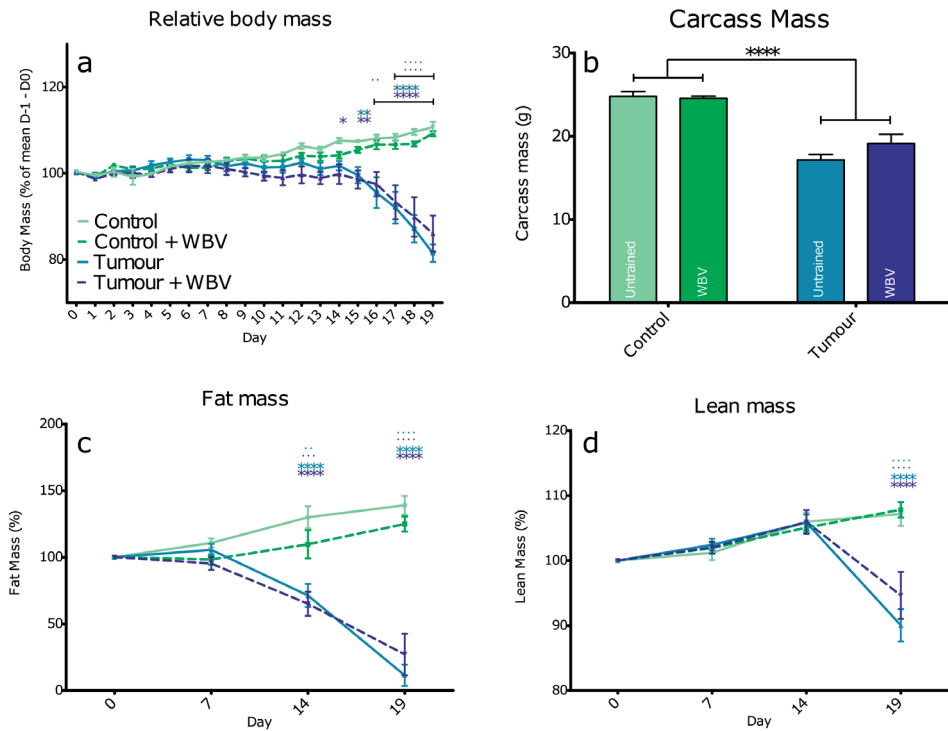 Relative body mass
a
Body Mass (% of mean D-1 - D0)
120
100
80
::::
··
****
****
**
**
*
Control
Control + WBV
Tumour
Tumour + WBV
0 1 2 3 4 5 6 7 8 9 10 11 12 13 14 15 16 17 18 19
Day
Carcass Mass
b
Carcass mass (g)
30
20
10
0
****
Untrained
WBV
Untrained
WBV
Control
Tumour
Fat mass
c
Fat Mass (%)
200
150
100
50
0
··
···
****
****
····
····
****
****
0 7 14 19
Day
Lean mass
d
Lean Mass (%)
120
110
100
90
80
····
····
****
****
0 7 14 19
Day